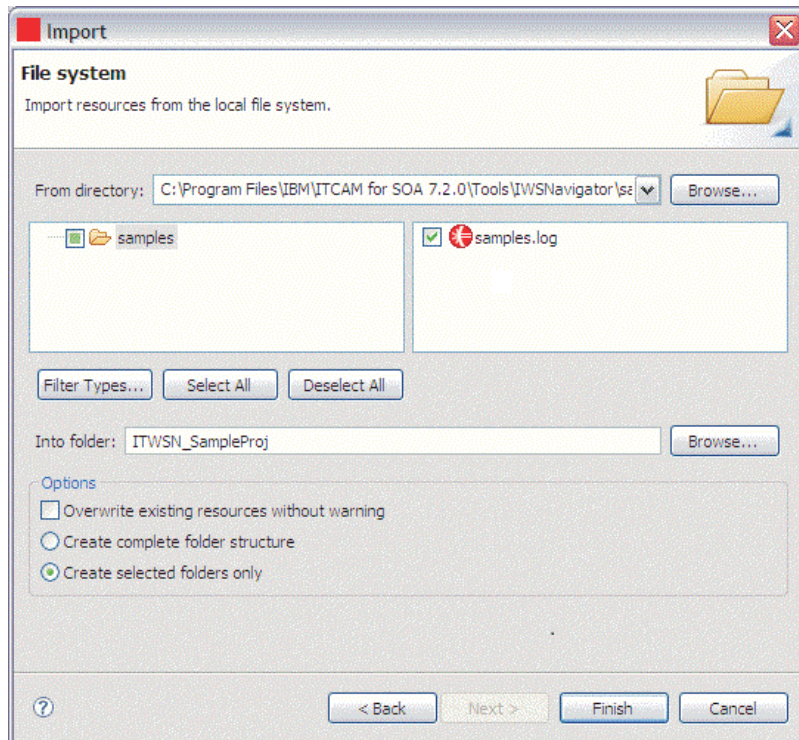 Import
File system
Import resources from the local file system.
From directory: C:\Program Files\IBM\ITCAM for SOA 7.2.0\Tools\IWSNavigator\sa Browse...
samples
samples.log
Filter Types... Select All Deselect All
Into folder: ITWSN_SampleProj Browse...
Options
Overwrite existing resources without warning
Create complete folder structure
Create selected folders only
? < Back Next > Finish Cancel